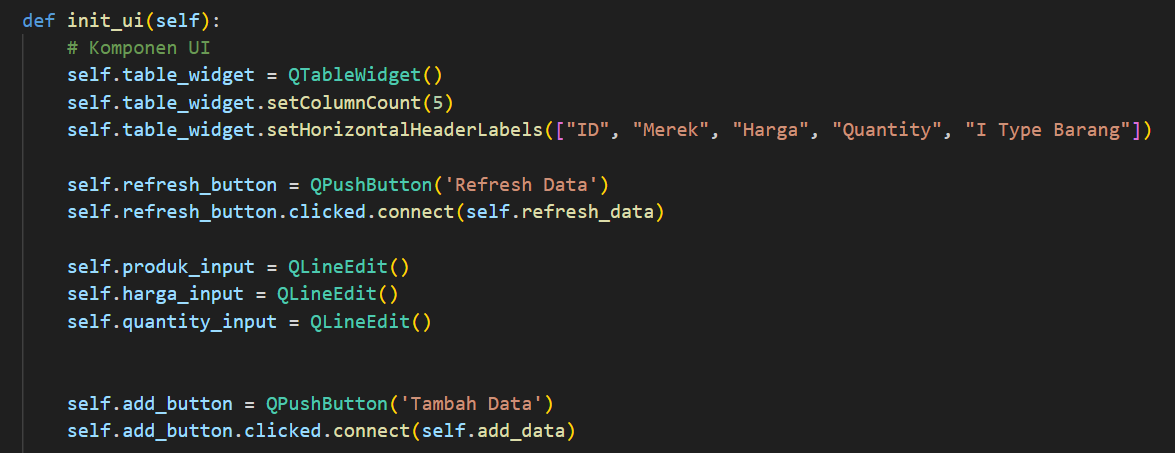 def init_ui(self):
# Komponen UI
self.table_widget = QTableWidget()
self.table_widget.setColumnCount(5)
self.table_widget.setHorizontalHeaderLabels(["ID", "Merek", "Harga", "Quantity", "I Type Barang"])
self.refresh_button = QPushButton('Refresh Data')
self.refresh_button.clicked.connect(self.refresh_data)
self.produk_input = QLineEdit()
self.harga_input = QLineEdit()
self.quantity_input = QLineEdit()
self.add_button = QPushButton('Tambah Data')
self.add_button.clicked.connect(self.add_data)